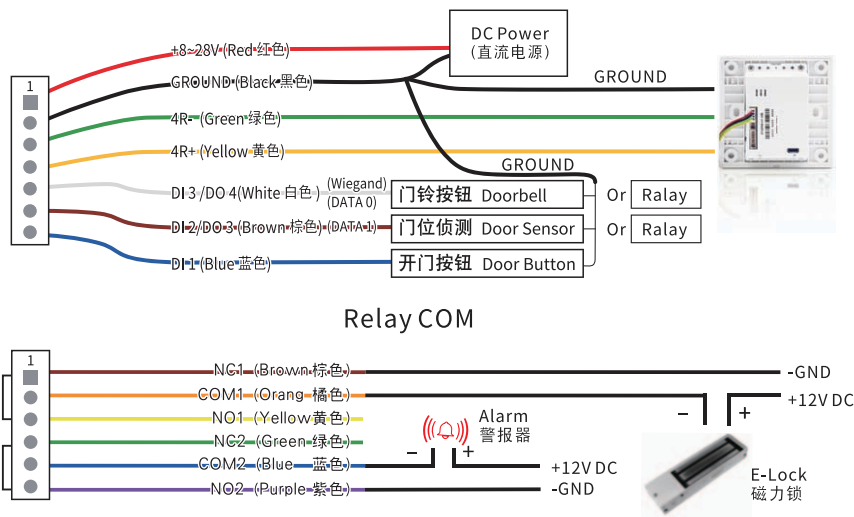 DC Power
(直流电源)
+8~28V (Red 红色)
GROUND (Black 黑色)
GROUND
1
4R- (Green 绿色)
4R+ (Yellow 黄色)
GROUND
DI 3 /DO 4(White 白色 ) (Wiegand) (DATA 0)
门铃按钮 Doorbell
Or Ralay
DI 2/DO 3 (Brown 棕色) (DATA 1)
门位侦测 Door Sensor
Or Ralay
DI 1 (Blue 蓝色)
开门按钮 Door Button
Relay COM
1
NC1 (Brown 棕色)
-GND
COM1 (Orang 橘色)
+12V DC
NO1 (Yellow 黄色)
Alarm
警报器
- +
NC2 (Green 绿色)
COM2 (Blue 蓝色)
- +
+12V DC
NO2 (Purple 紫色)
-GND
E-Lock
磁力锁